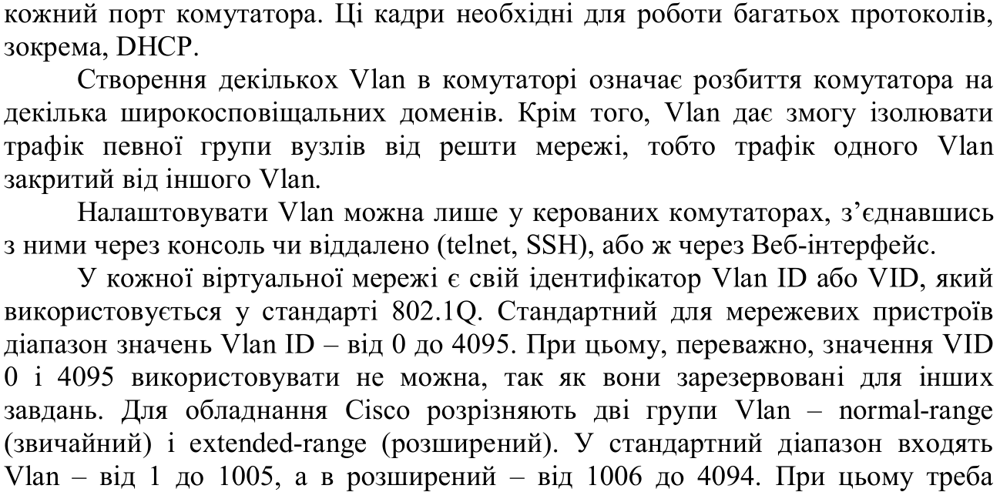 кожний порт комутатора. Ці кадри необхідні для роботи багатьох протоколів,
зокрема, DHCP.
Створення декількох Vlan в комутаторі означає розбиття комутатора на
декілька широкосповіщальних доменів. Крім того, Vlan дає змогу ізолювати
трафік певної групи вузлів від решти мережі, тобто трафік одного Vlan
закритий від іншого Vlan.
Налаштовувати Vlan можна лише у керованих комутаторах, з’єднавшись
з ними через консоль чи віддалено (telnet, SSH), або ж через Веб-інтерфейс.
У кожної віртуальної мережі є свій ідентифікатор Vlan ID або VID, який
використовується у стандарті 802.1Q. Стандартний для мережевих пристроїв
діапазон значень Vlan ID – від 0 до 4095. При цьому, переважно, значення VID
0 і 4095 використовувати не можна, так як вони зарезервовані для інших
завдань. Для обладнання Cisco розрізняють дві групи Vlan – normal-range
(звичайний) і extended-range (розширений). У стандартний діапазон входять
Vlan – від 1 до 1005, а в розширений – від 1006 до 4094. При цьому треба